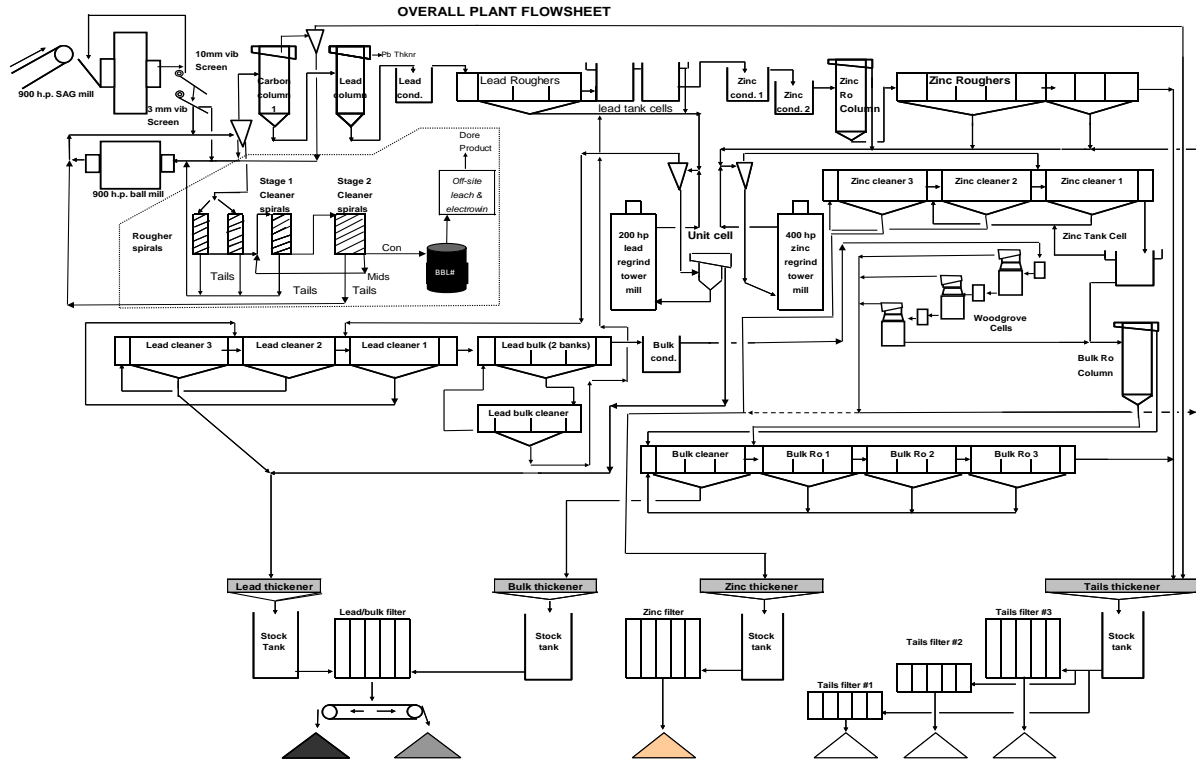 OVERALL PLANT FLOWSHEET
900 h.p. SAG mill
10mm vib
Screen
3 mm vib
Screen
900 h.p. ball mill
Carbon
column
1
Lead
column
Pb Thknr
Lead
cond.
Lead Roughers
lead tank cells
Zinc
cond. 1
Zinc
cond. 2
Zinc
Ro
Column
Zinc Roughers
Dore
Product
Off-site
leach &
electrowin
Stage 1
Cleaner
spirals
Stage 2
Cleaner
spirals
Rougher
spirals
Tails
Tails
Tails
Con
Mids
BBL#
200 hp
lead
regrind
tower
mill
Unit cell
400 hp
zinc
regrind
tower
mill
Zinc cleaner 3
Zinc cleaner 2
Zinc cleaner 1
Zinc Tank Cell
Woodgrove
Cells
Bulk Ro
Column
Lead cleaner 3
Lead cleaner 2
Lead cleaner 1
Lead bulk (2 banks)
Bulk
cond.
Lead bulk cleaner
Bulk cleaner
Bulk Ro 1
Bulk Ro 2
Bulk Ro 3
Lead thickener
Bulk thickener
Zinc thickener
Tails thickener
Stock
Tank
Lead/bulk filter
Stock
tank
Zinc filter
Stock
tank
Tails filter #1
Tails filter #2
Tails filter #3
Stock
tank